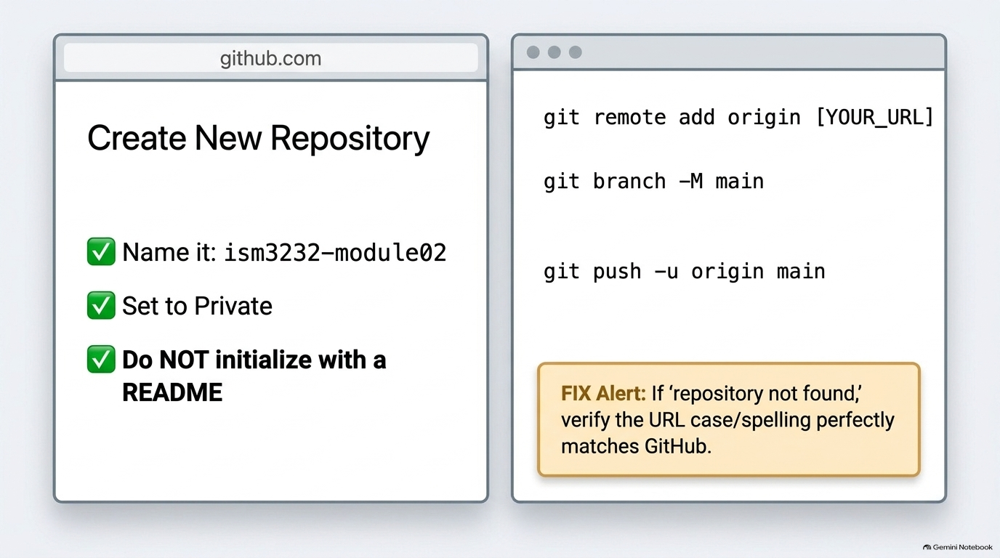 github.com
Create New Repository
✅ Name it: ism3232-module02
✅ Set to Private
✅ Do NOT initialize with a
README
git remote add origin [YOUR_URL]
git branch -M main
git push -u origin main
FIX Alert: If ‘repository not found,’
verify the URL case/spelling perfectly
matches GitHub.
Gemini Notebook